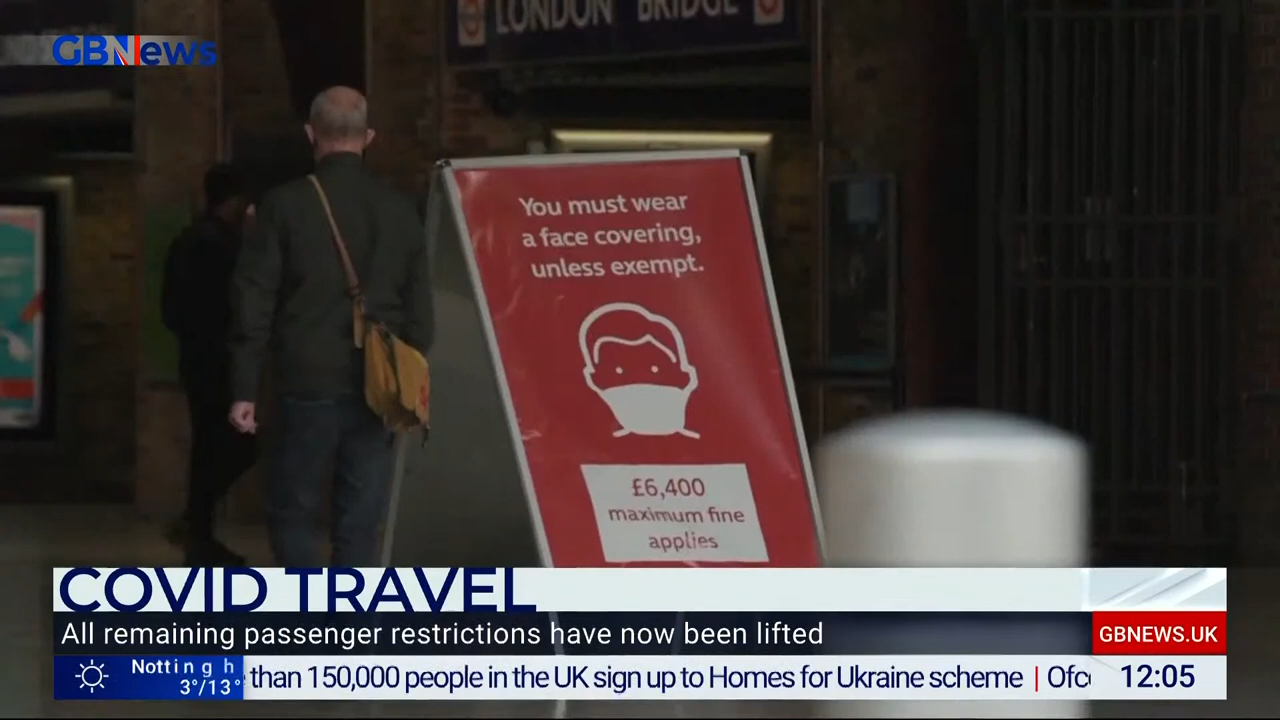 LONDON BRIDGE
GBNews
You must wear
a face covering,
unless exempt.
£6,400
maximum fine
applies
COVID TRAVEL
All remaining passenger restrictions have now been lifted
GBNEWS.UK
Nottingh
3°/13°
than 150,000 people in the UK sign up to Homes for Ukraine scheme | Ofc
12:05